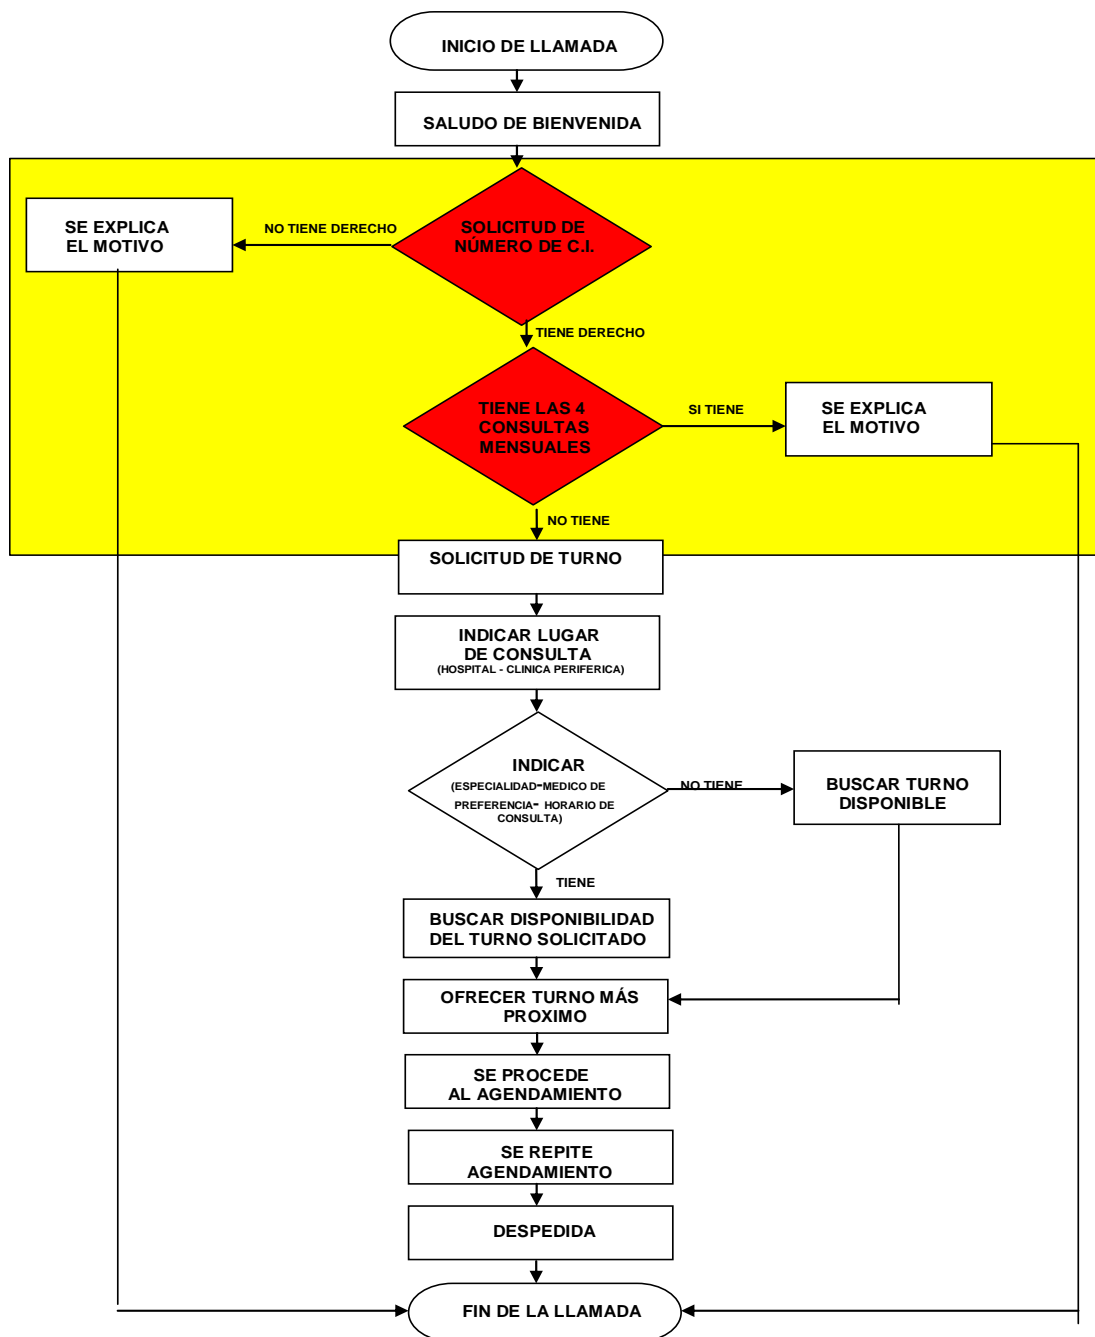 INICIO DE LLAMADA
SALUDO DE BIENVENIDA
SE EXPLICA
EL MOTIVO
NO TIENE DERECHO
SOLICITUD DE
NÚMERO DE C.I.
TIENE DERECHO
TIENE LAS 4
CONSULTAS
MENSUALES
SI TIENE
SE EXPLICA
EL MOTIVO
NO TIENE
SOLICITUD DE TURNO
INDICAR LUGAR
DE CONSULTA
(HOSPITAL - CLINICA PERIFERICA)
INDICAR
(ESPECIALIDAD-MEDICO DE
PREFERENCIA- HORARIO DE
CONSULTA)
NO TIENE
BUSCAR TURNO
DISPONIBLE
TIENE
BUSCAR DISPONIBILIDAD
DEL TURNO SOLICITADO
OFRECER TURNO MÁS
PROXIMO
SE PROCEDE
AL AGENDAMIENTO
SE REPITE
AGENDAMIENTO
DESPEDIDA
FIN DE LA LLAMADA